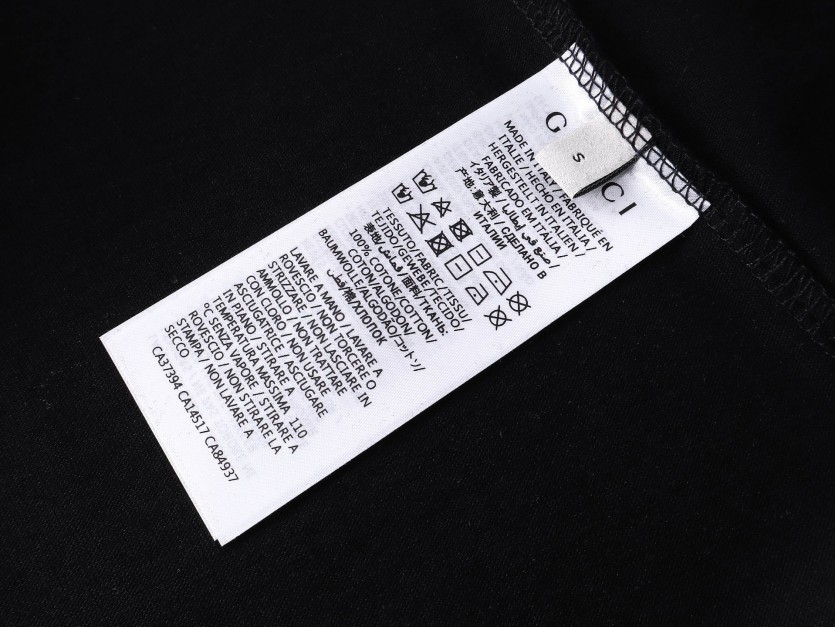 G CI
S
MADE IN ITALY / FABRIQUÉ EN
ITALIE / HECHO EN ITALIA /
HERGESTELLT IN ITALIEN /
FABRICADO EM ITALIA /
イタリア製 / صنع في ايطاليا /
产地:意大利 / СДЕЛАНО В
ИТАЛИИ
TESSUTO/FABRIC/TISSU/
TEJIDO/GEWEBE/TECIDO/
表地/قماش/面料/ТКАНЬ:
100% COTONE/COTTON/
COTON/ALGODON/
BAUMWOLLE/ALGODAO/コットン/
قطن/棉/ХЛОПОК
LAVARE A MANO / LAVARE A
ROVESCIO / NON TORCERE O
STRIZZARE / NON LASCIARE IN
AMMOLLO / NON TRATTARE
CON CLORO / NON USARE
ASCIUGATRICE / ASCIUGARE
IN PIANO / STIRARE A
TEMPERATURA MASSIMA 110
°C SENZA VAPORE / STIRARE A
ROVESCIO / NON STIRARE LA
STAMPA / NON LAVARE A
SECCO
CA37394 CA14517 CA84937